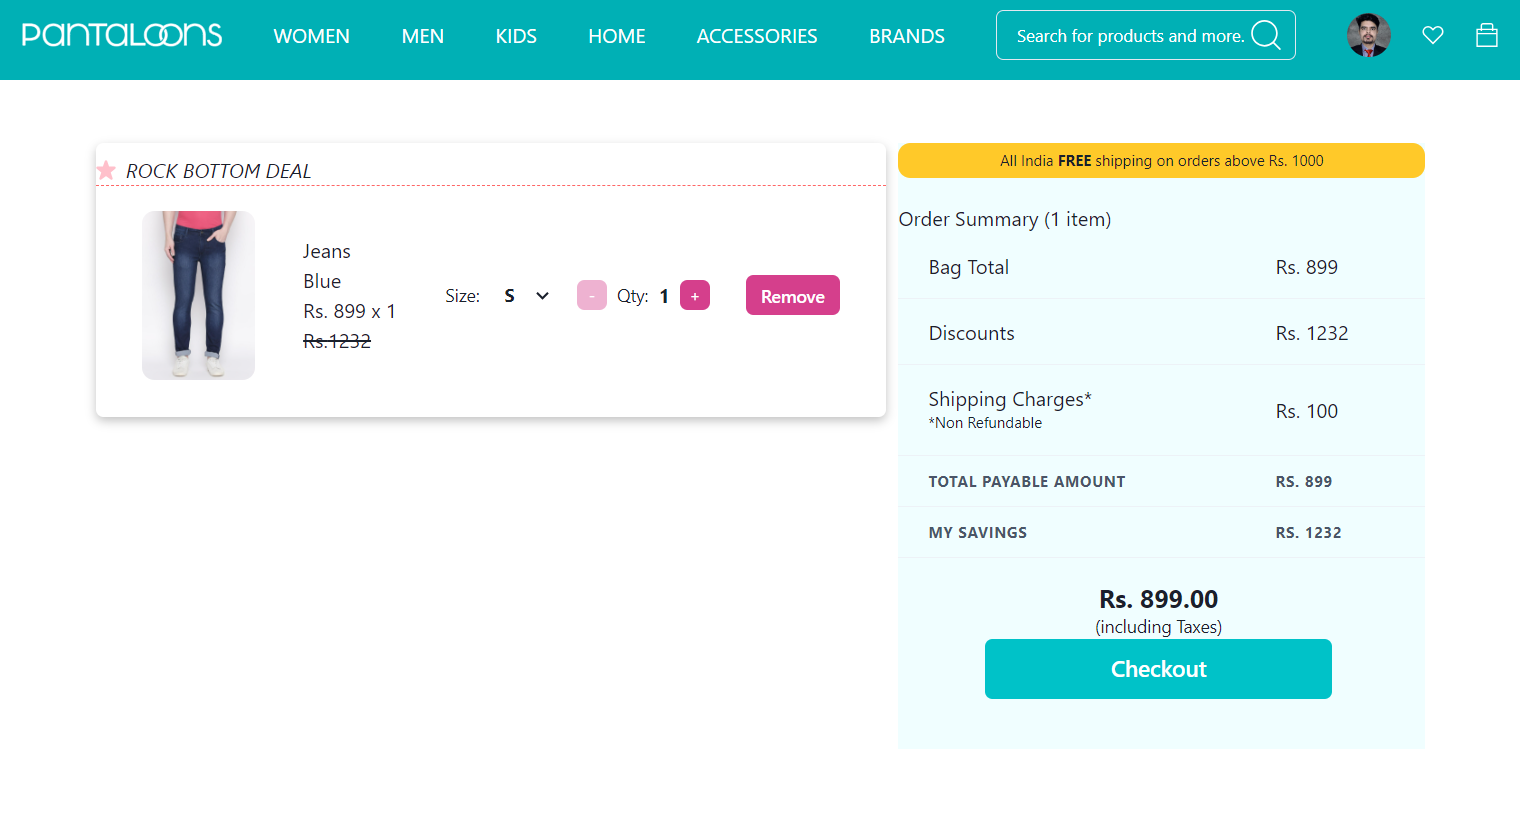 PANTALOONS
WOMEN
MEN
KIDS
HOME
ACCESSORIES
BRANDS
Search for products and more.
ROCK BOTTOM DEAL
Jeans
Blue
Rs. 899 x 1
Rs.1232
Size: S
- Qty: 1 +
Remove
All India FREE shipping on orders above Rs. 1000
Order Summary (1 item)
Bag Total Rs. 899
Discounts Rs. 1232
Shipping Charges* Rs. 100
*Non Refundable
TOTAL PAYABLE AMOUNT RS. 899
MY SAVINGS RS. 1232
Rs. 899.00
(including Taxes)
Checkout